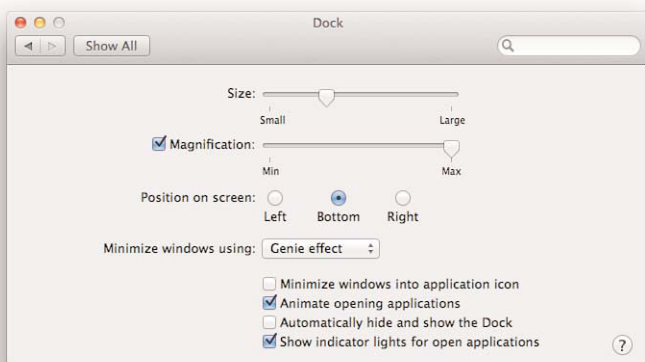 Dock
Show All
Size:
Small Large
Magnification:
Min Max
Position on screen:
Left Bottom Right
Minimize windows using: Genie effect
Minimize windows into application icon
Animate opening applications
Automatically hide and show the Dock
Show indicator lights for open applications
?